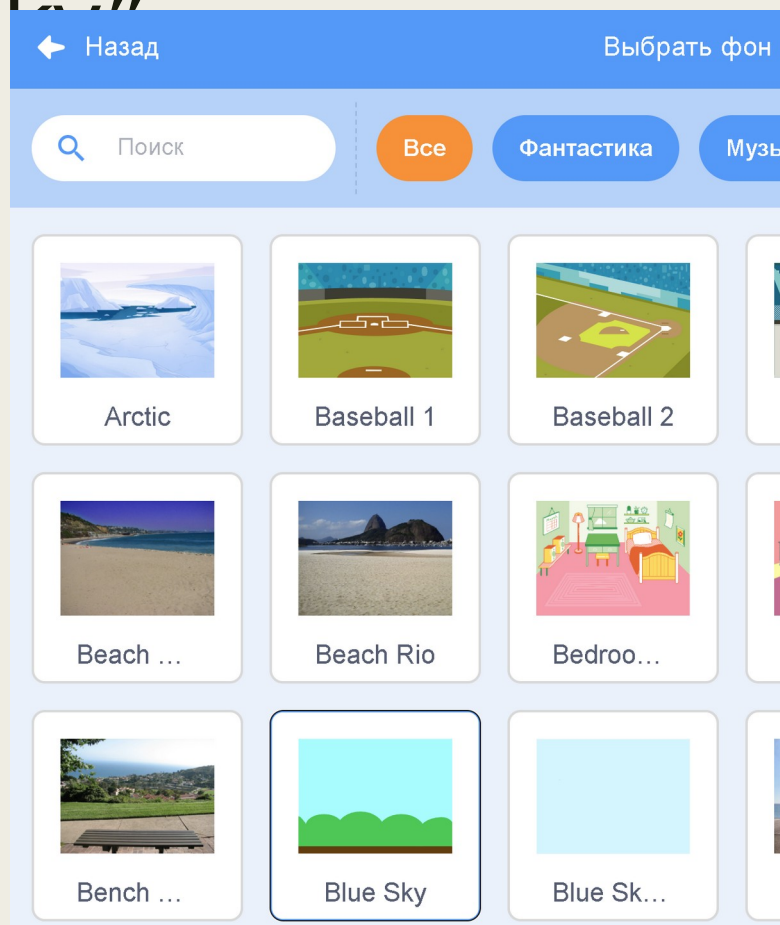 Назад Выбрать фон
Поиск Все Фантастика Музы
Arctic Baseball 1 Baseball 2
Beach ... Beach Rio Bedroo...
Bench ... Blue Sky Blue Sk...